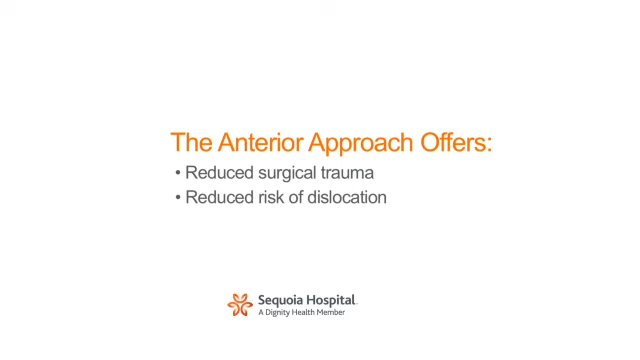 The Anterior Approach Offers:
• Reduced surgical trauma
• Reduced risk of dislocation
Sequoia Hospital
A Dignity Health Member